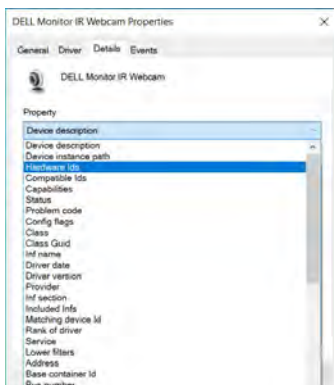 DELL Monitor IR Webcam Properties
General Driver Details Events
DELL Monitor IR Webcam
Property
Device description
Device description
Device instance path
Hardware Ids
Compatible Ids
Capabilities
Status
Problem code
Config flags
Class
Class Guid
Inf name
Driver date
Driver version
Provider
Inf section
Included Infs
Matching device Id
Rank of driver
Service
Lower filters
Address
Base container Id
Bus number